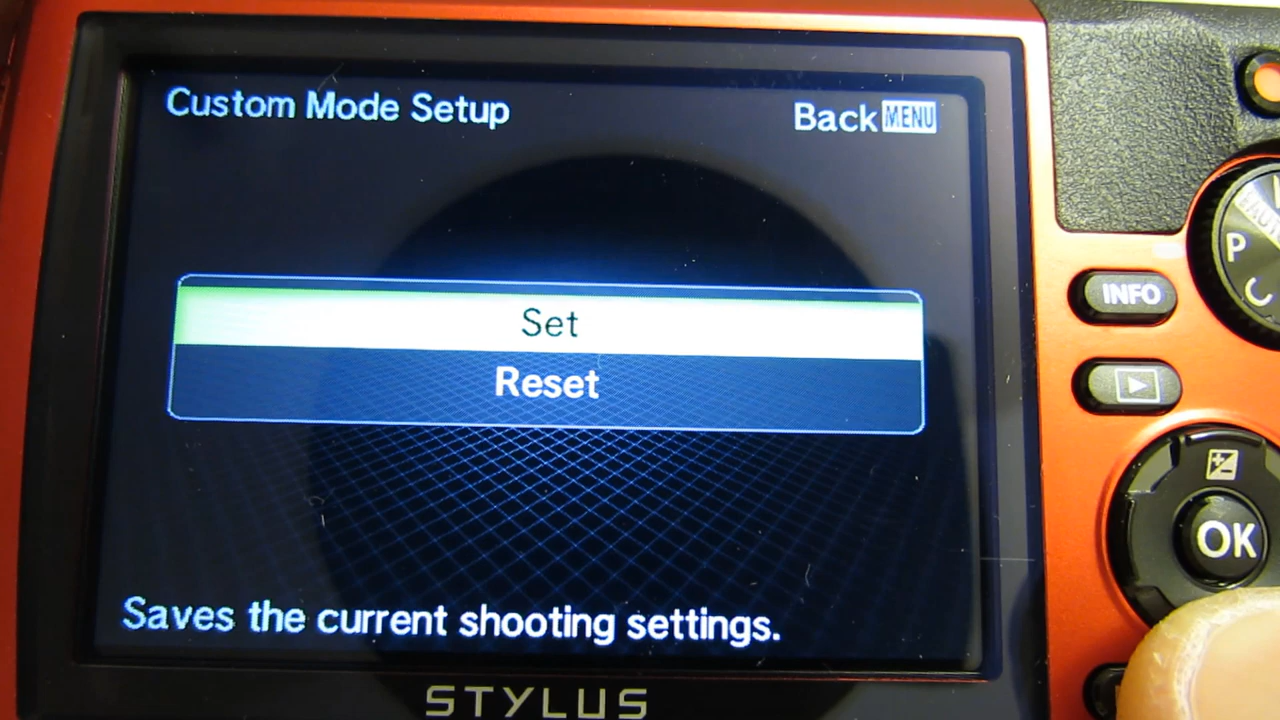 Custom Mode Setup
Back MENU
Set
Reset
Saves the current shooting settings.
STYLUS
INFO
P
C
OK